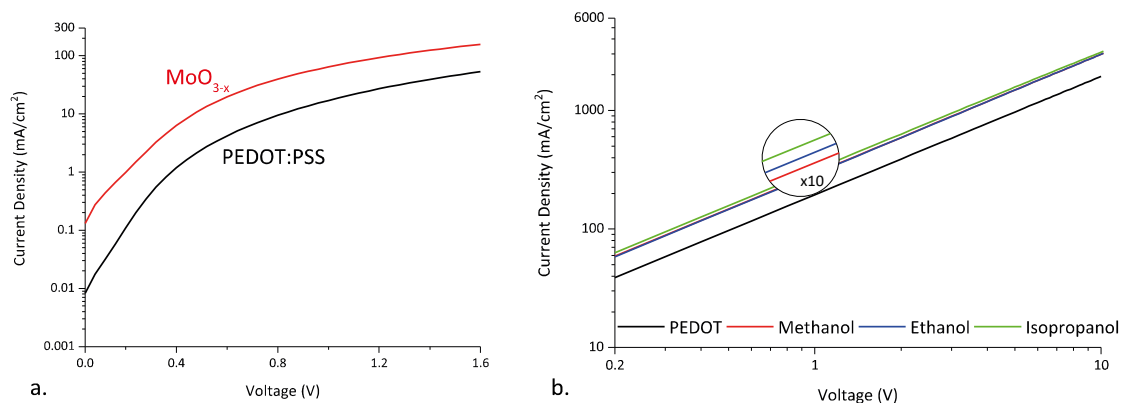 300
100
10
1
0.1
0.01
0.001
Current Density (mA/cm²)
MoO₃₋ₓ
PEDOT:PSS
0.0 0.4 0.8 1.2 1.6
Voltage (V)
a.
6000
1000
100
10
Current Density (mA/cm²)
x10
PEDOT Methanol Ethanol Isopropanol
0.2 1 10
Voltage (V)
b.